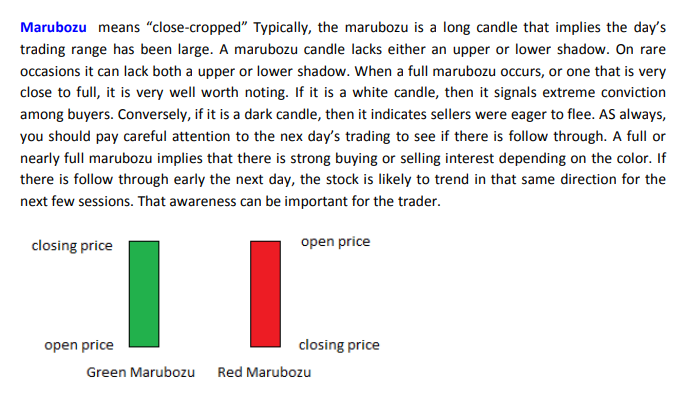 Marubozu means “close-cropped” Typically, the marubozu is a long candle that implies the day’s
trading range has been large. A marubozu candle lacks either an upper or lower shadow. On rare
occasions it can lack both a upper or lower shadow. When a full marubozu occurs, or one that is very
close to full, it is very well worth noting. If it is a white candle, then it signals extreme conviction
among buyers. Conversely, if it is a dark candle, then it indicates sellers were eager to flee. AS always,
you should pay careful attention to the nex day’s trading to see if there is follow through. A full or
nearly full marubozu implies that there is strong buying or selling interest depending on the color. If
there is follow through early the next day, the stock is likely to trend in that same direction for the
next few sessions. That awareness can be important for the trader.
closing price
open price
open price
closing price
Green Marubozu
Red Marubozu